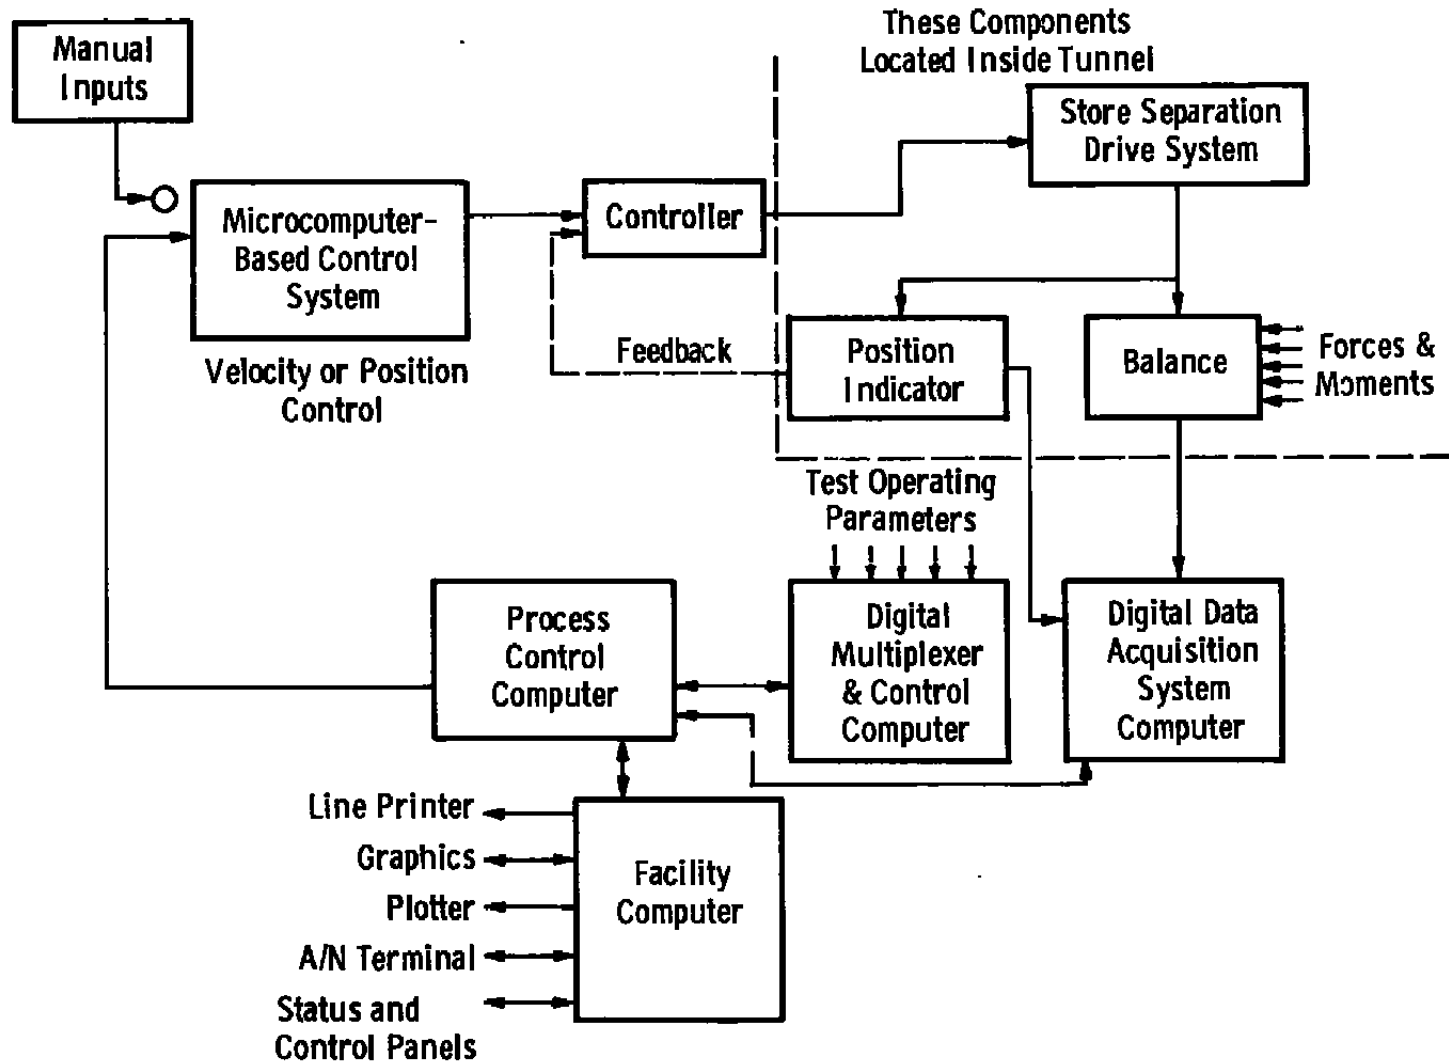 These Components
Located Inside Tunnel
Manual
Inputs
Store Separation
Drive System
Microcomputer-
Based Control
System
Controller
Velocity or Position
Control
Feedback
Position
Indicator
Balance
Forces &
Moments
Test Operating
Parameters
Process
Control
Computer
Digital
Multiplexer
& Control
Computer
Digital Data
Acquisition
System
Computer
Line Printer
Graphics
Plotter
A/N Terminal
Status and
Control Panels
Facility
Computer